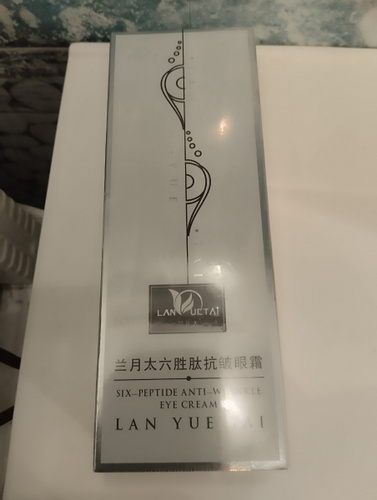 LAN YUETAI
兰月太六胜肽抗皱眼霜
SIX-PEPTIDE ANTI-WRINKLE
EYE CREAM
LAN YUE TAI